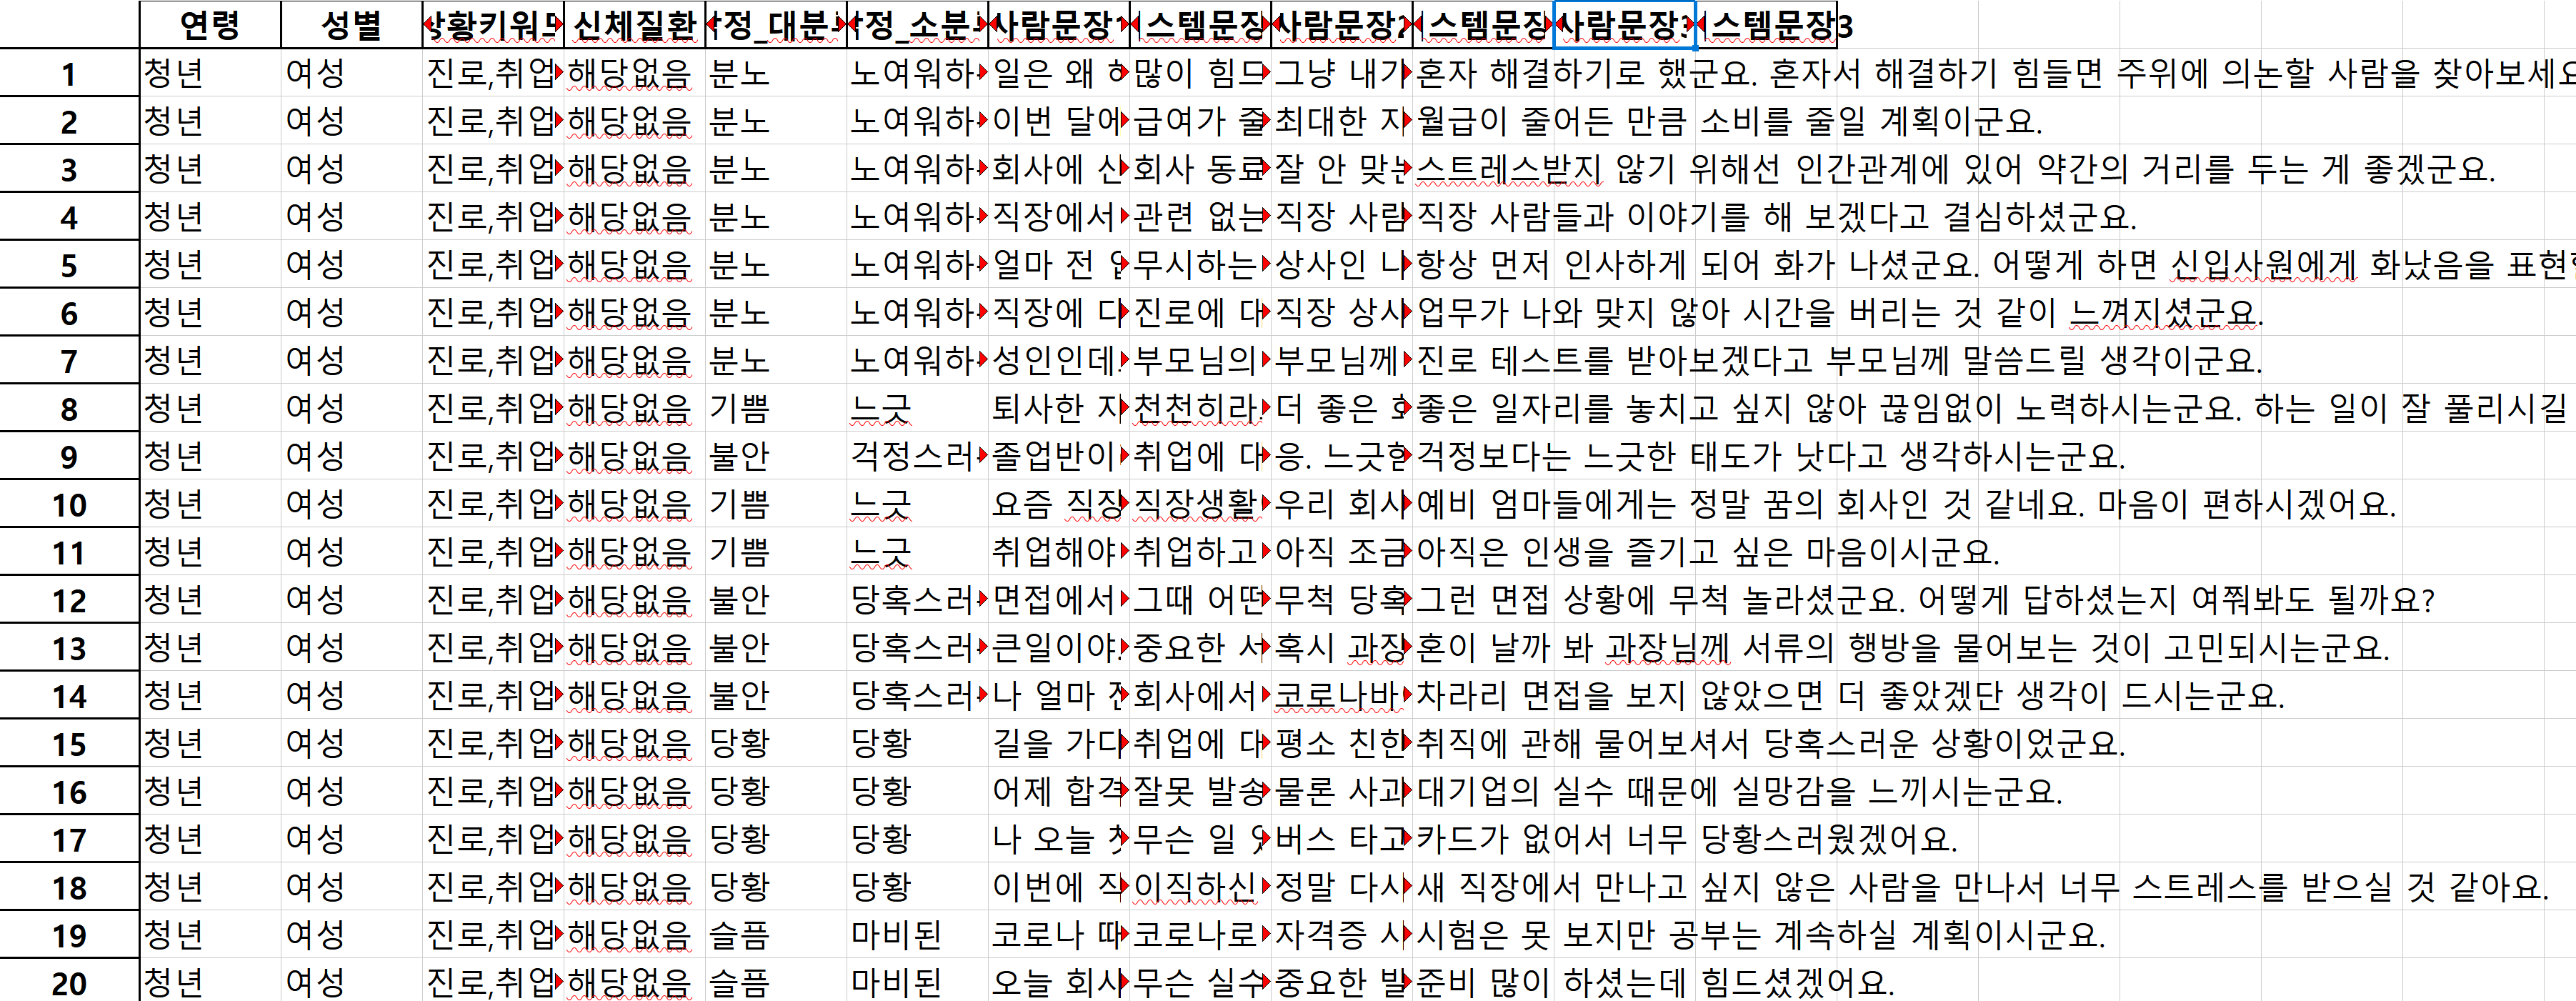 연령 성별 상황키워드 신체질환 감정_대분류 감정_소분류 사람문장1 시스템문장 사람문장2 시스템문장 사람문장3 시스템문장3
1 청년 여성 진로,취업 해당없음 분노 노여워하 일은 왜 많이 힘드 그냥 내가 혼자 해결하기로 했군요. 혼자서 해결하기 힘들면 주위에 의논할 사람을 찾아보세요
2 청년 여성 진로,취업 해당없음 분노 노여워하 이번 달에 급여가 줄 최대한 월급이 줄어든 만큼 소비를 줄일 계획이군요.
3 청년 여성 진로,취업 해당없음 분노 노여워하 회사에 회사 동료 잘 안 맞는 스트레스받지 않기 위해선 인간관계에 있어 약간의 거리를 두는 게 좋겠군요.
4 청년 여성 진로,취업 해당없음 분노 노여워하 직장에서 관련 없는 직장 사람 직장 사람들과 이야기를 해 보겠다고 결심하셨군요.
5 청년 여성 진로,취업 해당없음 분노 노여워하 얼마 전 무시하는 상사인 항상 먼저 인사하게 되어 화가 나셨군요. 어떻게 하면 신입사원에게 화났음을 표현
6 청년 여성 진로,취업 해당없음 분노 노여워하 직장에 진로에 대 직장 상사 업무가 나와 맞지 않아 시간을 버리는 것 같이 느껴지셨군요.
7 청년 여성 진로,취업 해당없음 분노 노여워하 성인인데 부모님의 부모님께 진로 테스트를 받아보겠다고 부모님께 말씀드릴 생각이군요.
8 청년 여성 진로,취업 해당없음 기쁨 느긋 퇴사한 지 천천히라 더 좋은 좋은 일자리를 놓치고 싶지 않아 끊임없이 노력하시는군요. 하는 일이 잘 풀리시길
9 청년 여성 진로,취업 해당없음 불안 걱정스러 졸업반이 취업에 대 응. 느긋한 걱정보다는 느긋한 태도가 낫다고 생각하시는군요.
10 청년 여성 진로,취업 해당없음 기쁨 느긋 요즘 직장 직장생활 우리 회사 예비 엄마들에게는 정말 꿈의 회사인 것 같네요. 마음이 편하시겠어요.
11 청년 여성 진로,취업 해당없음 기쁨 느긋 취업해야 취업하고 아직 조금 아직은 인생을 즐기고 싶은 마음이시군요.
12 청년 여성 진로,취업 해당없음 불안 당혹스러 면접에서 그때 어떤 무척 당혹 그런 면접 상황에 무척 놀라셨군요. 어떻게 답하셨는지 여쭤봐도 될까요?
13 청년 여성 진로,취업 해당없음 불안 당혹스러 큰일이야. 중요한 서 혹시 과장 혼이 날까 봐 과장님께 서류의 행방을 물어보는 것이 고민되시는군요.
14 청년 여성 진로,취업 해당없음 불안 당혹스러 나 얼마 전 회사에서 코로나바 차라리 면접을 보지 않았으면 더 좋았겠단 생각이 드시는군요.
15 청년 여성 진로,취업 해당없음 당황 당황 길을 가다 취업에 대 평소 친한 취직에 관해 물어보셔서 당혹스러운 상황이었군요.
16 청년 여성 진로,취업 해당없음 당황 당황 어제 합격 잘못 발송 물론 사과 대기업의 실수 때문에 실망감을 느끼시는군요.
17 청년 여성 진로,취업 해당없음 당황 당황 나 오늘 무슨 일 버스 타고 카드가 없어서 너무 당황스러웠겠어요.
18 청년 여성 진로,취업 해당없음 당황 당황 이번에 직 이직하신 정말 다시 새 직장에서 만나고 싶지 않은 사람을 만나서 너무 스트레스를 받으실 것 같아요.
19 청년 여성 진로,취업 해당없음 슬픔 마비된 코로나 때 코로나로 자격증 시 시험은 못 보지만 공부는 계속하실 계획이시군요.
20 청년 여성 진로,취업 해당없음 슬픔 마비된 오늘 회사 무슨 실수 중요한 발 준비 많이 하셨는데 힘드셨겠어요.